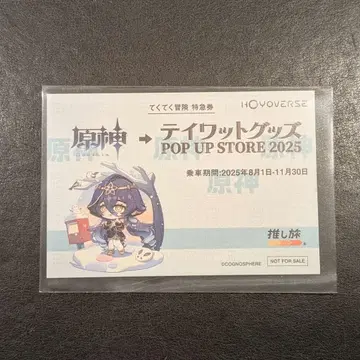 てくてく冒険 特急券
HOYOVERSE
原神
→
テイワットグッズ
POP UP STORE 2025
乗車期間:2025年8月1日-11月30日
推し旅
©COGNOSPHERE
NOT FOR SALE